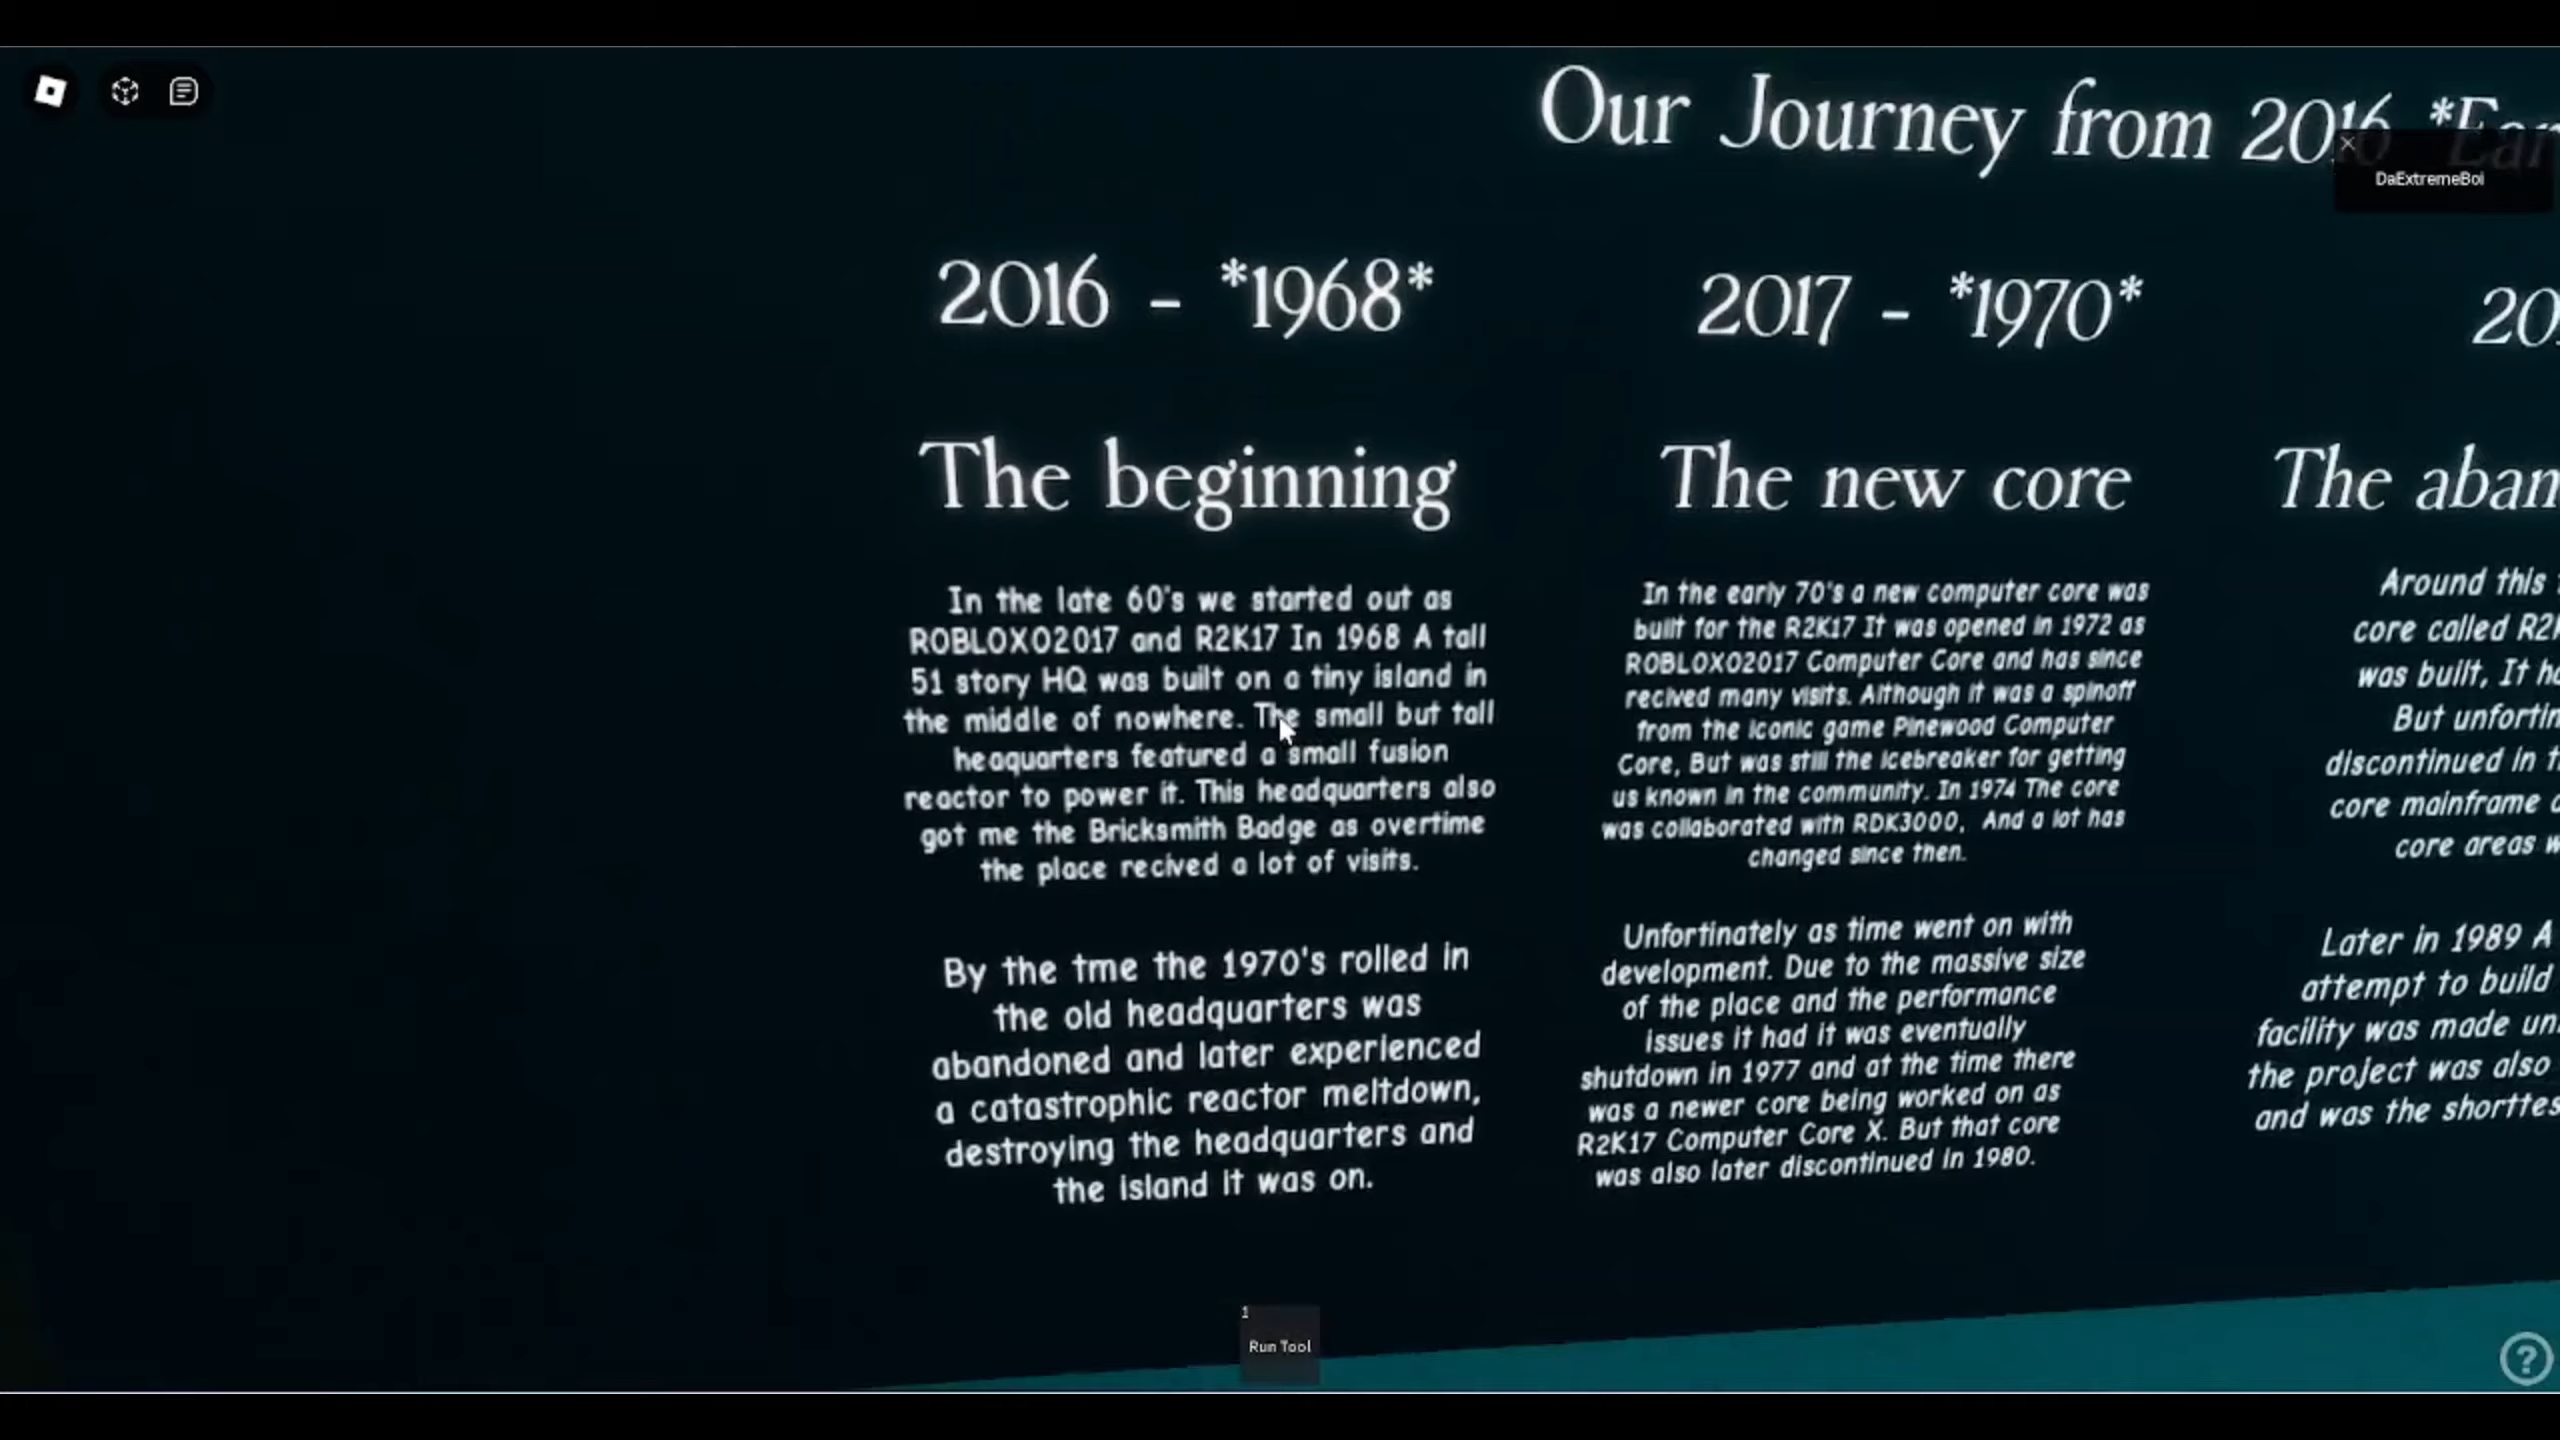 Our Journey from 2016 *Ear
DaExtremeBoi
2016 - *1968*
The beginning
In the late 60's we started out as
ROBLOXO2017 and R2K17 In 1968 A tall
51 story HQ was built on a tiny island in
the middle of nowhere. The small but tall
heaquarters featured a small fusion
reactor to power it. This headquarters also
got me the Bricksmith Badge as overtime
the place recived a lot of visits.
By the tme the 1970's rolled in
the old headquarters was
abandoned and later experienced
a catastrophic reactor meltdown,
destroying the headquarters and
the island it was on.
2017 - *1970*
The new core
In the early 70's a new computer core was
built for the R2K17 It was opened in 1972 as
ROBLOXO2017 Computer Core and has since
recived many visits. Although it was a spinoff
from the iconic game Pinewood Computer
Core, But was still the icebreaker for getting
us known in the community. In 1974 The core
was collaborated with RDK3000, And a lot has
changed since then.
Unfortinately as time went on with
development. Due to the massive size
of the place and the performance
issues it had it was eventually
shutdown in 1977 and at the time there
was a newer core being worked on as
R2K17 Computer Core X. But that core
was also later discontinued in 1980.
20
The aban
Around this
core called R2
was built, It
But unfortin
discontinued in
core mainframe
core areas
Later in 1989 A
attempt to build
facility was made un
the project was also
and was the shorttes
1
Run Tool
?